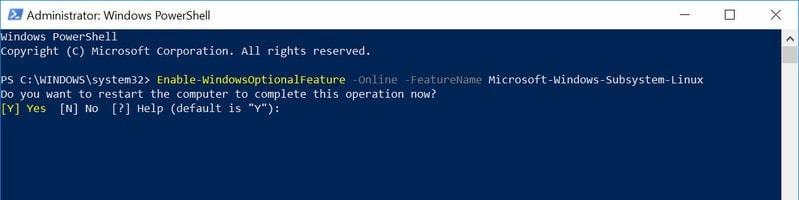 Administrator: Windows PowerShell
Windows PowerShell
Copyright (C) Microsoft Corporation. All rights reserved.
PS C:\WINDOWS\system32> Enable-WindowsOptionalFeature -Online -FeatureName Microsoft-Windows-Subsystem-Linux
Do you want to restart the computer to complete this operation now?
[Y] Yes  [N] No  [?] Help (default is "Y"):